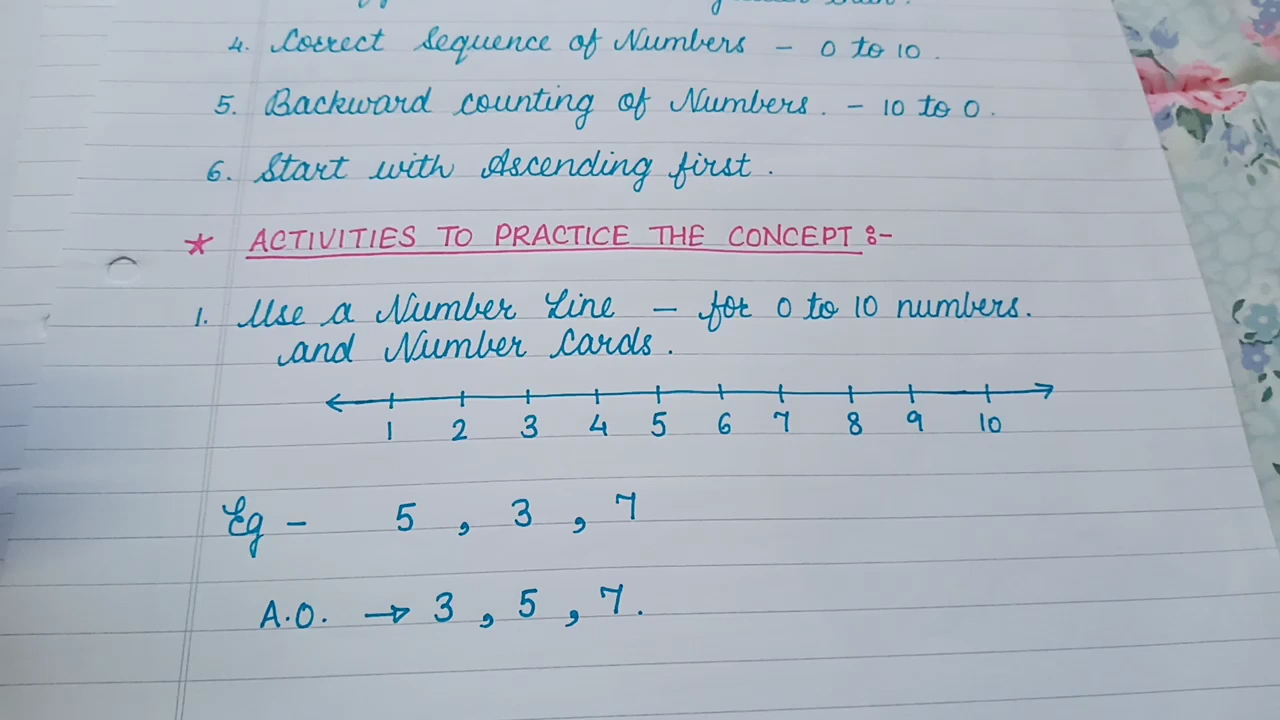 4. Correct Sequence of Numbers - 0 to 10.
5. Backward counting of Numbers. - 10 to 0.
6. Start with Ascending first.
* ACTIVITIES TO PRACTICE THE CONCEPT :-
1. Use a Number Line - for 0 to 10 numbers.
and Number Cards.
1 2 3 4 5 6 7 8 9 10
Eg - 5, 3, 7
A.O. → 3, 5, 7.